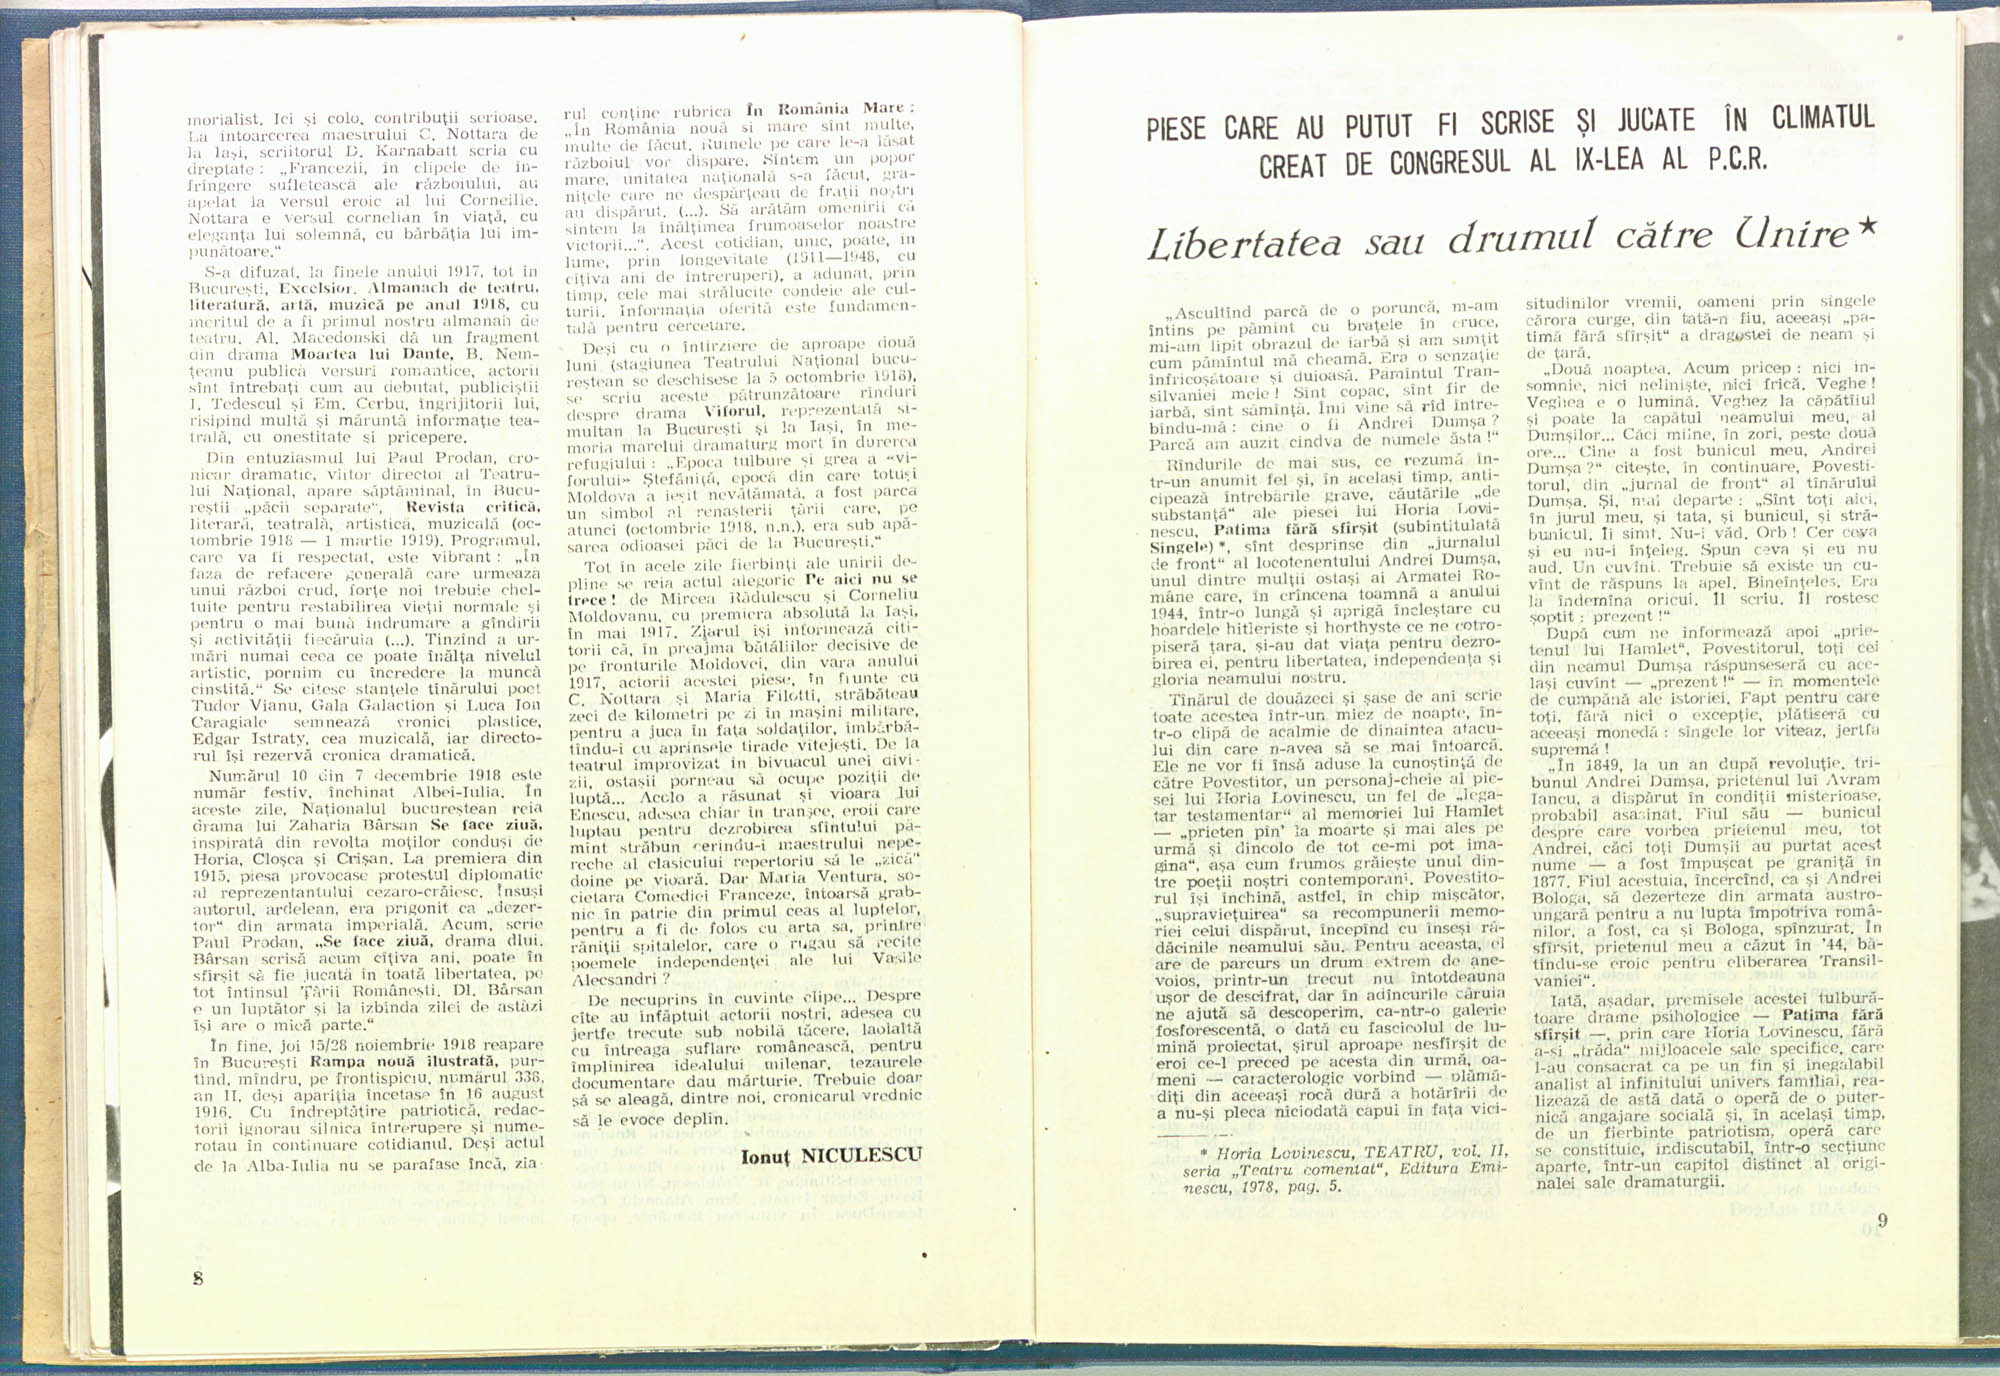 morialist. Ici și colo, contribuții serioase.
La întoarcerea maestrului C. Nottara de
la Iași, scriitorul D. Karnabatt scria cu
dreptate : „Francezii, în clipele de în-
frîngere sufletească ale războiului, au
apelat la versul eroic al lui Corneille.
Nottara e versul cornelian în viață, cu
eleganța lui solemnă, cu bărbăția lui im-
punătoare.“
S-a difuzat, la finele anului 1917, tot în
București, Excelsior. Almanach de teatru,
literatură, artă, muzică pe anul 1918, cu
meritul de a fi primul nostru almanah de
teatru. Al. Macedonski dă un fragment
din drama Moartea lui Dante, B. Nem-
țeanu publică versuri romantice, actorii
sînt întrebați cum au debutat, publiciștii
I. Tedescul și Em. Cerbu, îngrijitorii lui,
risipind multă și măruntă informație tea-
trală, cu onestitate și pricepere.
Din entuziasmul lui Paul Prodan, cro-
nicar dramatic, viitor director al Teatru-
lui Național, apare săptăminal, în Bucu-
reștii „păcii separate“, Revista critică,
literară, teatrală, artistică, muzicală (oc-
tombrie 1918 — 1 martie 1919). Programul,
care va fi respectat, este vibrant : „În
faza de refacere generală care urmează
unui război crud, forțe noi trebuie chel-
tuite pentru restabilirea vieții normale și
pentru o mai bună îndrumare a gîndirii
și activității fiecăruia (...). Tinzînd a ur-
mări numai ceea ce poate înălța nivelul
artistic, pornim cu încredere la muncă
cinstită.“ Se citesc stanțele tînărului poet
Tudor Vianu, Gala Galaction și Luca Ion
Caragiale semnează cronici plastice,
Edgar Istraty, cea muzicală, iar directo-
rul își rezervă cronica dramatică.
Numărul 10 din 7 decembrie 1918 este
număr festiv, închinat Albei-Iulia. În
aceste zile, Naționalul bucureștean reia
drama lui Zaharia Bârsan Se face ziuă,
inspirată din revolta moților conduși de
Horia, Cloșca și Crișan. La premiera din
1915, piesa provocase protestul diplomatic
al reprezentantului cezaro-crăiesc. Însuși
autorul, ardelean, era prigonit ca „dezer-
tor“ din armata imperială. Acum, scrie
Paul Prodan, „Se face ziuă, drama dlui.
Bârsan scrisă acum cîțiva ani, poate în
sfîrșit să fie jucată în toată libertatea, pe
tot întinsul Țării Românești. Dl. Bârsan
e un luptător și la izbînda zilei de astăzi
își are o mică parte.“
În fine, joi 15/28 noiembrie 1918 reapare
în București Rampa nouă ilustrată, pur-
tînd, mîndru, pe frontispiciu, numărul 338,
an II, deși apariția încetase în 16 august
1916. Cu îndreptățire patriotică, redac-
torii ignorau silnica întrerupere și nume-
rotau în continuare cotidianul. Deși actul
de la Alba-Iulia nu se parafase încă, zia-
rul conține rubrica În România Mare :
„În România nouă si mare sînt multe,
multe de făcut. Ruinele pe care le-a lăsat
războiul vor dispare. Sintem un popor
mare, unitatea națională s-a făcut, gra-
nițele care ne despărțeau de frații noștri
au dispărut. (...). Să arătăm omenirii că
sintem la înălțimea frumoaselor noastre
victorii...“. Acest cotidian, unic, poate, în
lume, prin longevitate (1911—1948, cu
cîțiva ani de întreruperi), a adunat, prin
timp, cele mai strălucite condeie ale cul-
turii. Informația oferită este fundamen-
tală pentru cercetare.
Deși cu o întîrziere de aproape două
luni (stagiunea Teatrului Național bucu-
reștean se deschisese la 5 octombrie 1918),
se scriu aceste pătrunzătoare rînduri
despre drama Viforul, reprezentată si-
multan la București și la Iași, în me-
moria marelui dramaturg mort în durerea
refugiului : „Epoca tulbure și grea a «vi-
forului» Ștefăniță, epocă din care totuși
Moldova a ieșit nevătămată, a fost parcă
un simbol al renașterii țării care, pe
atunci (octombrie 1918, n.n.), era sub apă-
sarea odioasei păci de la București.“
Tot în acele zile fierbinți ale unirii de-
pline se reia actul alegoric Pe aici nu se
trece ! de Mircea Rădulescu și Corneliu
Moldovanu, cu premiera absolută la Iași,
în mai 1917. Ziarul își informează citi-
torii că, în preajma bătăliilor decisive de
pe fronturile Moldovei, din vara anului
1917, actorii acestei piese, în frunte cu
C. Nottara și Maria Filotti, străbăteau
zeci de kilometri pe zi în mașini militare,
pentru a juca în fața soldaților, îmbărbă-
tîndu-i cu aprinsele tirade vitejești. De la
teatrul improvizat în bivuacul unei divi-
zii, ostașii porneau să ocupe poziții de
luptă... Acolo a răsunat și vioara lui
Enescu, adesea chiar în tranșee, eroii care
luptau pentru dezrobirea sfîntului pă-
mînt străbun cerindu-i maestrului nepe-
reche al clasicului repertoriu să le „zică“
doine pe vioară. Dar Maria Ventura, so-
cietara Comediei Franceze, întoarsă grab-
nic în patrie din primul ceas al luptelor,
pentru a fi de folos cu arta sa, printre
răniții spitalelor, care o rugau să recite
poemele independenței ale lui Vasile
Alecsandri ?
De necuprins în cuvinte clipe... Despre
cîte au înfăptuit actorii noștri, adesea cu
jertfe trecute sub nobilă tăcere, laolaltă
cu întreaga suflare românească, pentru
împlinirea idealului milenar, tezaurele
documentare dau mărturie. Trebuie doar
să se aleagă, dintre noi, cronicarul vrednic
să le evoce deplin.
Ionuț NICULESCU
8
PIESE CARE AU PUTUT FI SCRISE ȘI JUCATE ÎN CLIMATUL
CREAT DE CONGRESUL AL IX-LEA AL P.C.R.
Libertatea sau drumul către Unire*
„Ascultînd parcă de o poruncă, m-am
întins pe pămînt cu brațele în cruce,
mi-am lipit obrazul de iarbă și am simțit
cum pămîntul mă cheamă. Era o senzație
înfricoșătoare și duioasă. Pămîntul Tran-
silvaniei mele ! Sînt copac, sînt fir de
iarbă, sînt sămînță. Îmi vine să rîd între-
bîndu-mă : cine o fi Andrei Dumșa ?
Parcă am auzit cîndva de numele ăsta !“
Rîndurile de mai sus, ce rezumă în-
tr-un anumit fel și, în același timp, anti-
cipează întrebările grave, căutările „de
substanță“ ale piesei lui Horia Lovi-
nescu, Patima fără sfîrșit (subintitulată
Singele) *, sînt desprinse din „jurnalul
de front“ al locotenentului Andrei Dumșa,
unul dintre mulții ostași ai Armatei Ro-
mâne care, în crîncena toamnă a anului
1944, într-o lungă și aprigă încleștare cu
hoardele hitleriste și horthyste ce ne cotro-
piseră țara, și-au dat viața pentru dezro-
birea ei, pentru libertatea, independența și
gloria neamului nostru.
Tînărul de douăzeci și șase de ani scrie
toate acestea într-un miez de noapte, în-
tr-o clipă de acalmie de dinaintea atacu-
lui din care n-avea să se mai întoarcă.
Ele ne vor fi însă aduse la cunoștință de
către Povestitor, un personaj-cheie al pie-
sei lui Horia Lovinescu, un fel de „lega-
tar testamentar“ al memoriei lui Hamlet
— „prieten pîn' la moarte și mai ales pe
urmă și dincolo de tot ce-mi pot ima-
gina“, așa cum frumos grăiește unul din-
tre poeții noștri contemporani. Povestito-
rul își închină, astfel, în chip mișcător,
„supraviețuirea“ sa recompunerii memo-
riei celui dispărut, începînd cu înseși ră-
dăcinile neamului său. Pentru aceasta, el
are de parcurs un drum extrem de ane-
voios, printr-un trecut nu întotdeauna
ușor de descifrat, dar în adîncurile căruia
ne ajută să descoperim, ca-ntr-o galerie
fosforescentă, o dată cu fascicolul de lu-
mină proiectat, șirul aproape nesfîrșit de
eroi ce-l preced pe acesta din urmă, oa-
meni — caracterologic vorbind — plămă-
diți din aceeași rocă dură a hotărîrii de
a nu-și pleca niciodată capul în fața vici-
* Horia Lovinescu, TEATRU, vol. II,
seria „Teatru comentat“, Editura Emi-
nescu, 1978, pag. 5.
situdinilor vremii, oameni prin singele
cărora curge, din tată-n fiu, aceeași „pa-
timă fără sfîrșit“ a dragostei de neam și
de țară.
„Două noaptea. Acum pricep : nici in-
somnie, nici neliniște, nici frică. Veghe !
Veghea e o lumină. Veghez la căpătîiul
și poate la capătul neamului meu, al
Dumșilor... Căci mîine, în zori, peste două
ore... Cine a fost bunicul meu, Andrei
Dumșa ?“ citește, în continuare, Povesti-
torul, din „jurnal de front“ al tînărului
Dumșa. Și, mai departe : „Sînt toți aici,
în jurul meu, și tata, și bunicul, și stră-
bunicul. Îi simt. Nu-i văd. Orb ! Cer ceva
și eu nu-i înțeleg. Spun ceva și eu nu
aud. Un cuvînt. Trebuie să existe un cu-
vînt de răspuns la apel. Bineînțeles. Era
la îndemîna oricui. Îl scriu. Îl rostesc
șoptit : prezent !“
După cum ne informează apoi „prie-
tenul lui Hamlet“, Povestitorul, toți cei
din neamul Dumșa răspunseseră cu ace-
lași cuvînt — „prezent !“ — în momentele
de cumpănă ale istoriei. Fapt pentru care
toți, fără nici o excepție, plătiseră cu
aceeași monedă : sîngele lor viteaz, jertfa
supremă !
„În 1849, la un an după revoluție, tri-
bunul Andrei Dumșa, prietenul lui Avram
Iancu, a dispărut în condiții misterioase,
probabil asasinat. Fiul său — bunicul
despre care vorbea prietenul meu, tot
Andrei, căci toți Dumșii au purtat acest
nume — a fost împușcat pe graniță în
1877. Fiul acestuia, încercînd, ca și Andrei
Bologa, să dezerteze din armata austro-
ungară pentru a nu lupta împotriva româ-
nilor, a fost, ca și Bologa, spînzurat. În
sfîrșit, prietenul meu a căzut în '44, bă-
tîndu-se eroic pentru eliberarea Transil-
vaniei“.
Iată, așadar, premisele acestei tulbură-
toare drame psihologice — Patima fără
sfîrșit —, prin care Horia Lovinescu, fără
a-și „trăda“ mijloacele sale specifice, care
l-au consacrat ca pe un fin și inegalabil
analist al infinitului univers familial, rea-
lizează de astă dată o operă de o puter-
nică angajare socială și, în același timp,
de un fierbinte patriotism, operă care
se constituie, indiscutabil, într-o secțiune
aparte, într-un capitol distinct al origi-
nalei sale dramaturgii.
9